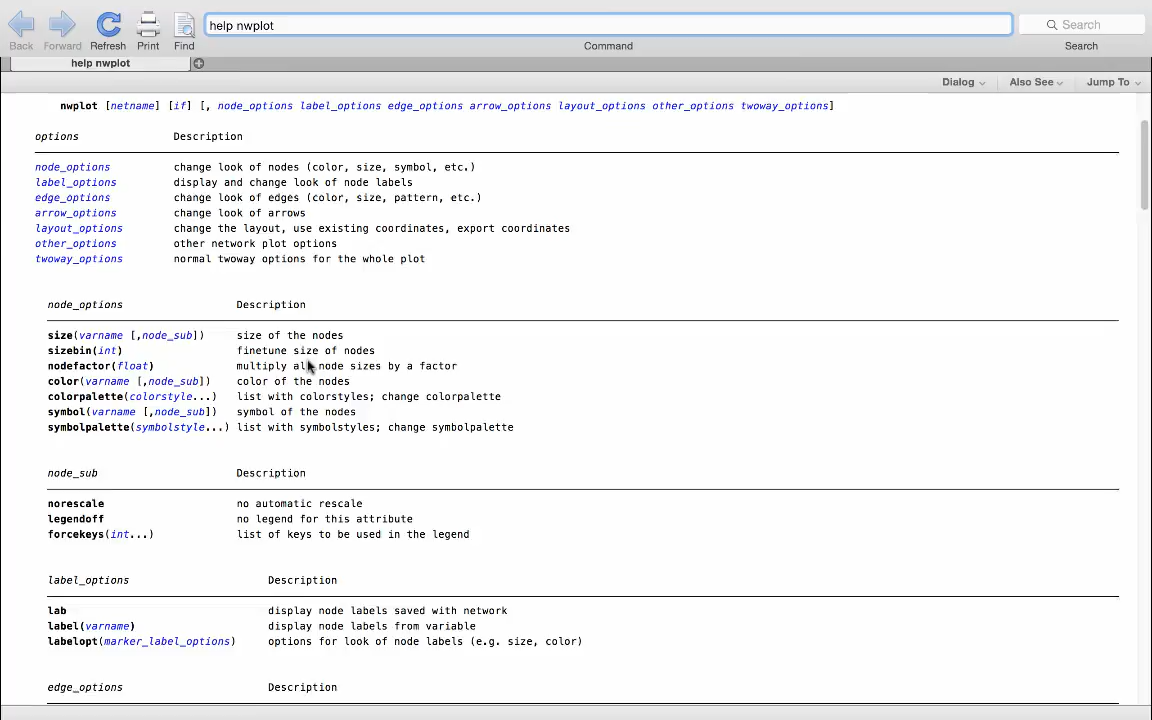 help nwplot
Search
Back Forward Refresh Print Find Command Search
help nwplot
Dialog Also See Jump To
nwplot [netname] [if] [, node_options label_options edge_options arrow_options layout_options other_options twoway_options]
options Description
node_options change look of nodes (color, size, symbol, etc.)
label_options display and change look of node labels
edge_options change look of edges (color, size, pattern, etc.)
arrow_options change look of arrows
layout_options change the layout, use existing coordinates, export coordinates
other_options other network plot options
twoway_options normal twoway options for the whole plot
node_options Description
size(varname [,node_sub]) size of the nodes
sizebin(int) finetune size of nodes
nodefactor(float) multiply all node sizes by a factor
color(varname [,node_sub]) color of the nodes
colorpalette(colorstyle...) list with colorstyles; change colorpalette
symbol(varname [,node_sub]) symbol of the nodes
symbolpalette(symbolstyle...) list with symbolstyles; change symbolpalette
node_sub Description
norescale no automatic rescale
legendoff no legend for this attribute
forcekeys(int...) list of keys to be used in the legend
label_options Description
lab display node labels saved with network
label(varname) display node labels from variable
labelopt(marker_label_options) options for look of node labels (e.g. size, color)
edge_options Description